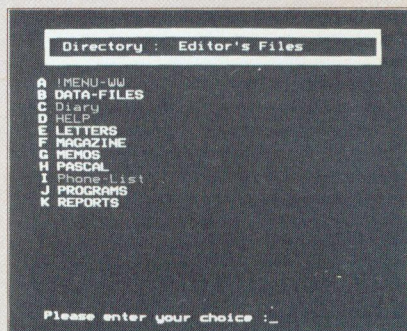 Directory : Editor's Files
A !MENU-WW
B DATA-FILES
C Diary
D HELP
E LETTERS
F MAGAZINE
G MEMOS
H PASCAL
I Phone-List
J PROGRAMS
K REPORTS
Please enter your choice :_